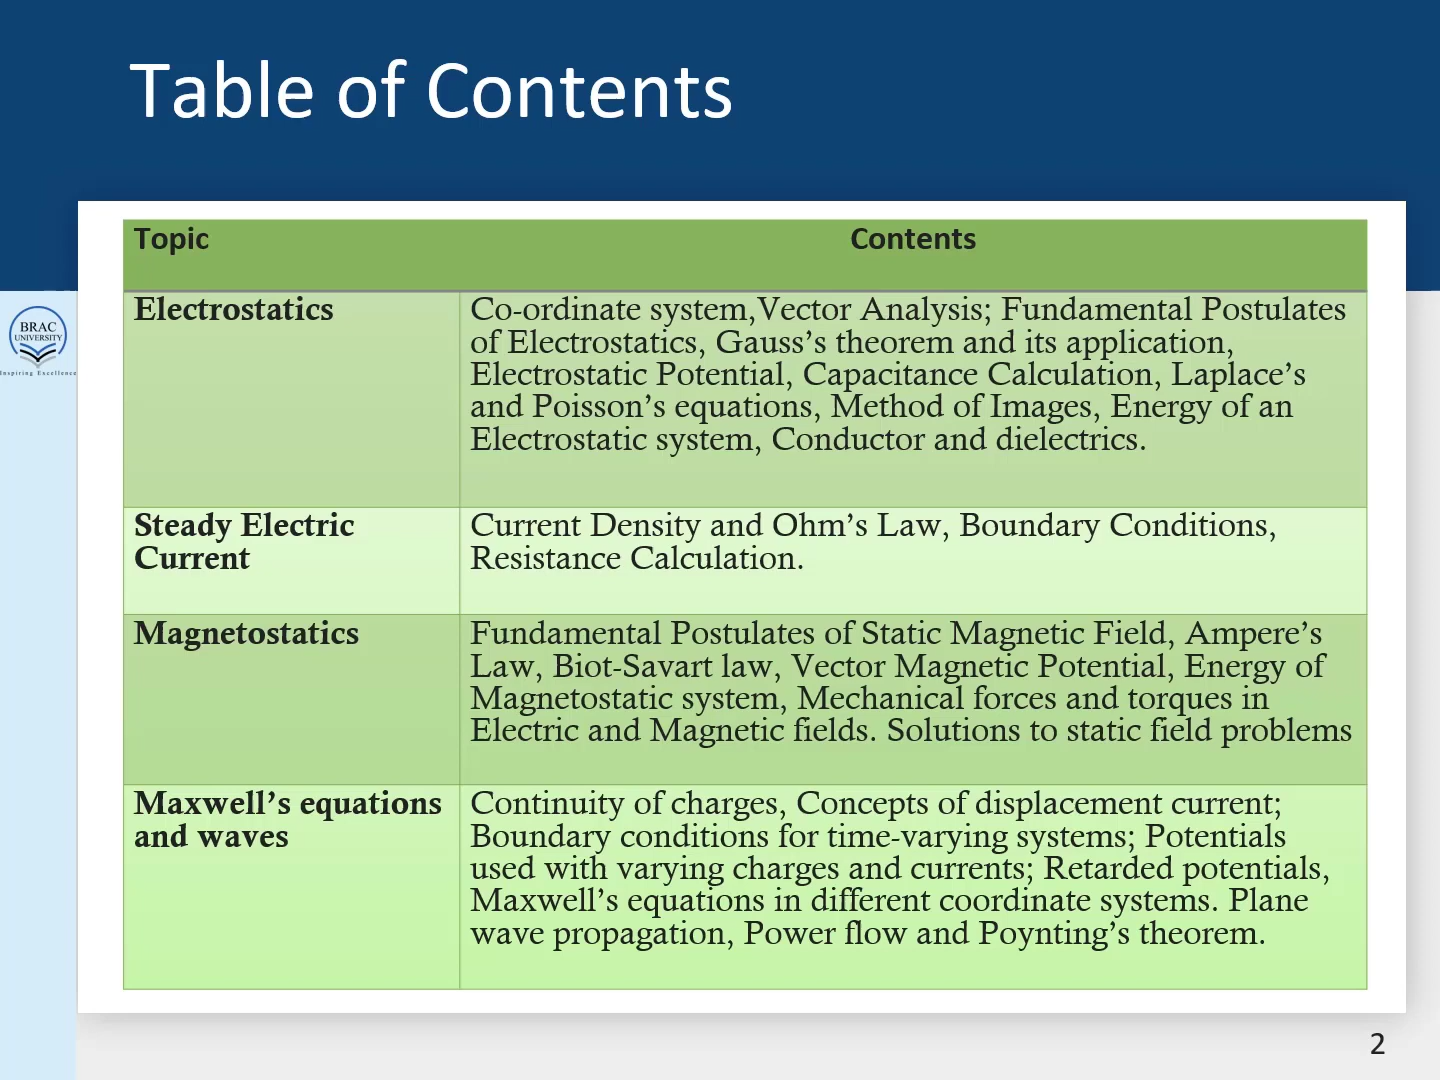 Table of Contents
Topic
Contents
Electrostatics
Co-ordinate system,Vector Analysis; Fundamental Postulates
of Electrostatics, Gauss’s theorem and its application,
Electrostatic Potential, Capacitance Calculation, Laplace’s
and Poisson’s equations, Method of Images, Energy of an
Electrostatic system, Conductor and dielectrics.
BRAC
UNIVERSITY
Inspiring Excellence
Steady Electric
Current
Current Density and Ohm’s Law, Boundary Conditions,
Resistance Calculation.
Magnetostatics
Fundamental Postulates of Static Magnetic Field, Ampere’s
Law, Biot-Savart law, Vector Magnetic Potential, Energy of
Magnetostatic system, Mechanical forces and torques in
Electric and Magnetic fields. Solutions to static field problems
Maxwell’s equations
and waves
Continuity of charges, Concepts of displacement current;
Boundary conditions for time-varying systems; Potentials
used with varying charges and currents; Retarded potentials,
Maxwell’s equations in different coordinate systems. Plane
wave propagation, Power flow and Poynting’s theorem.
2